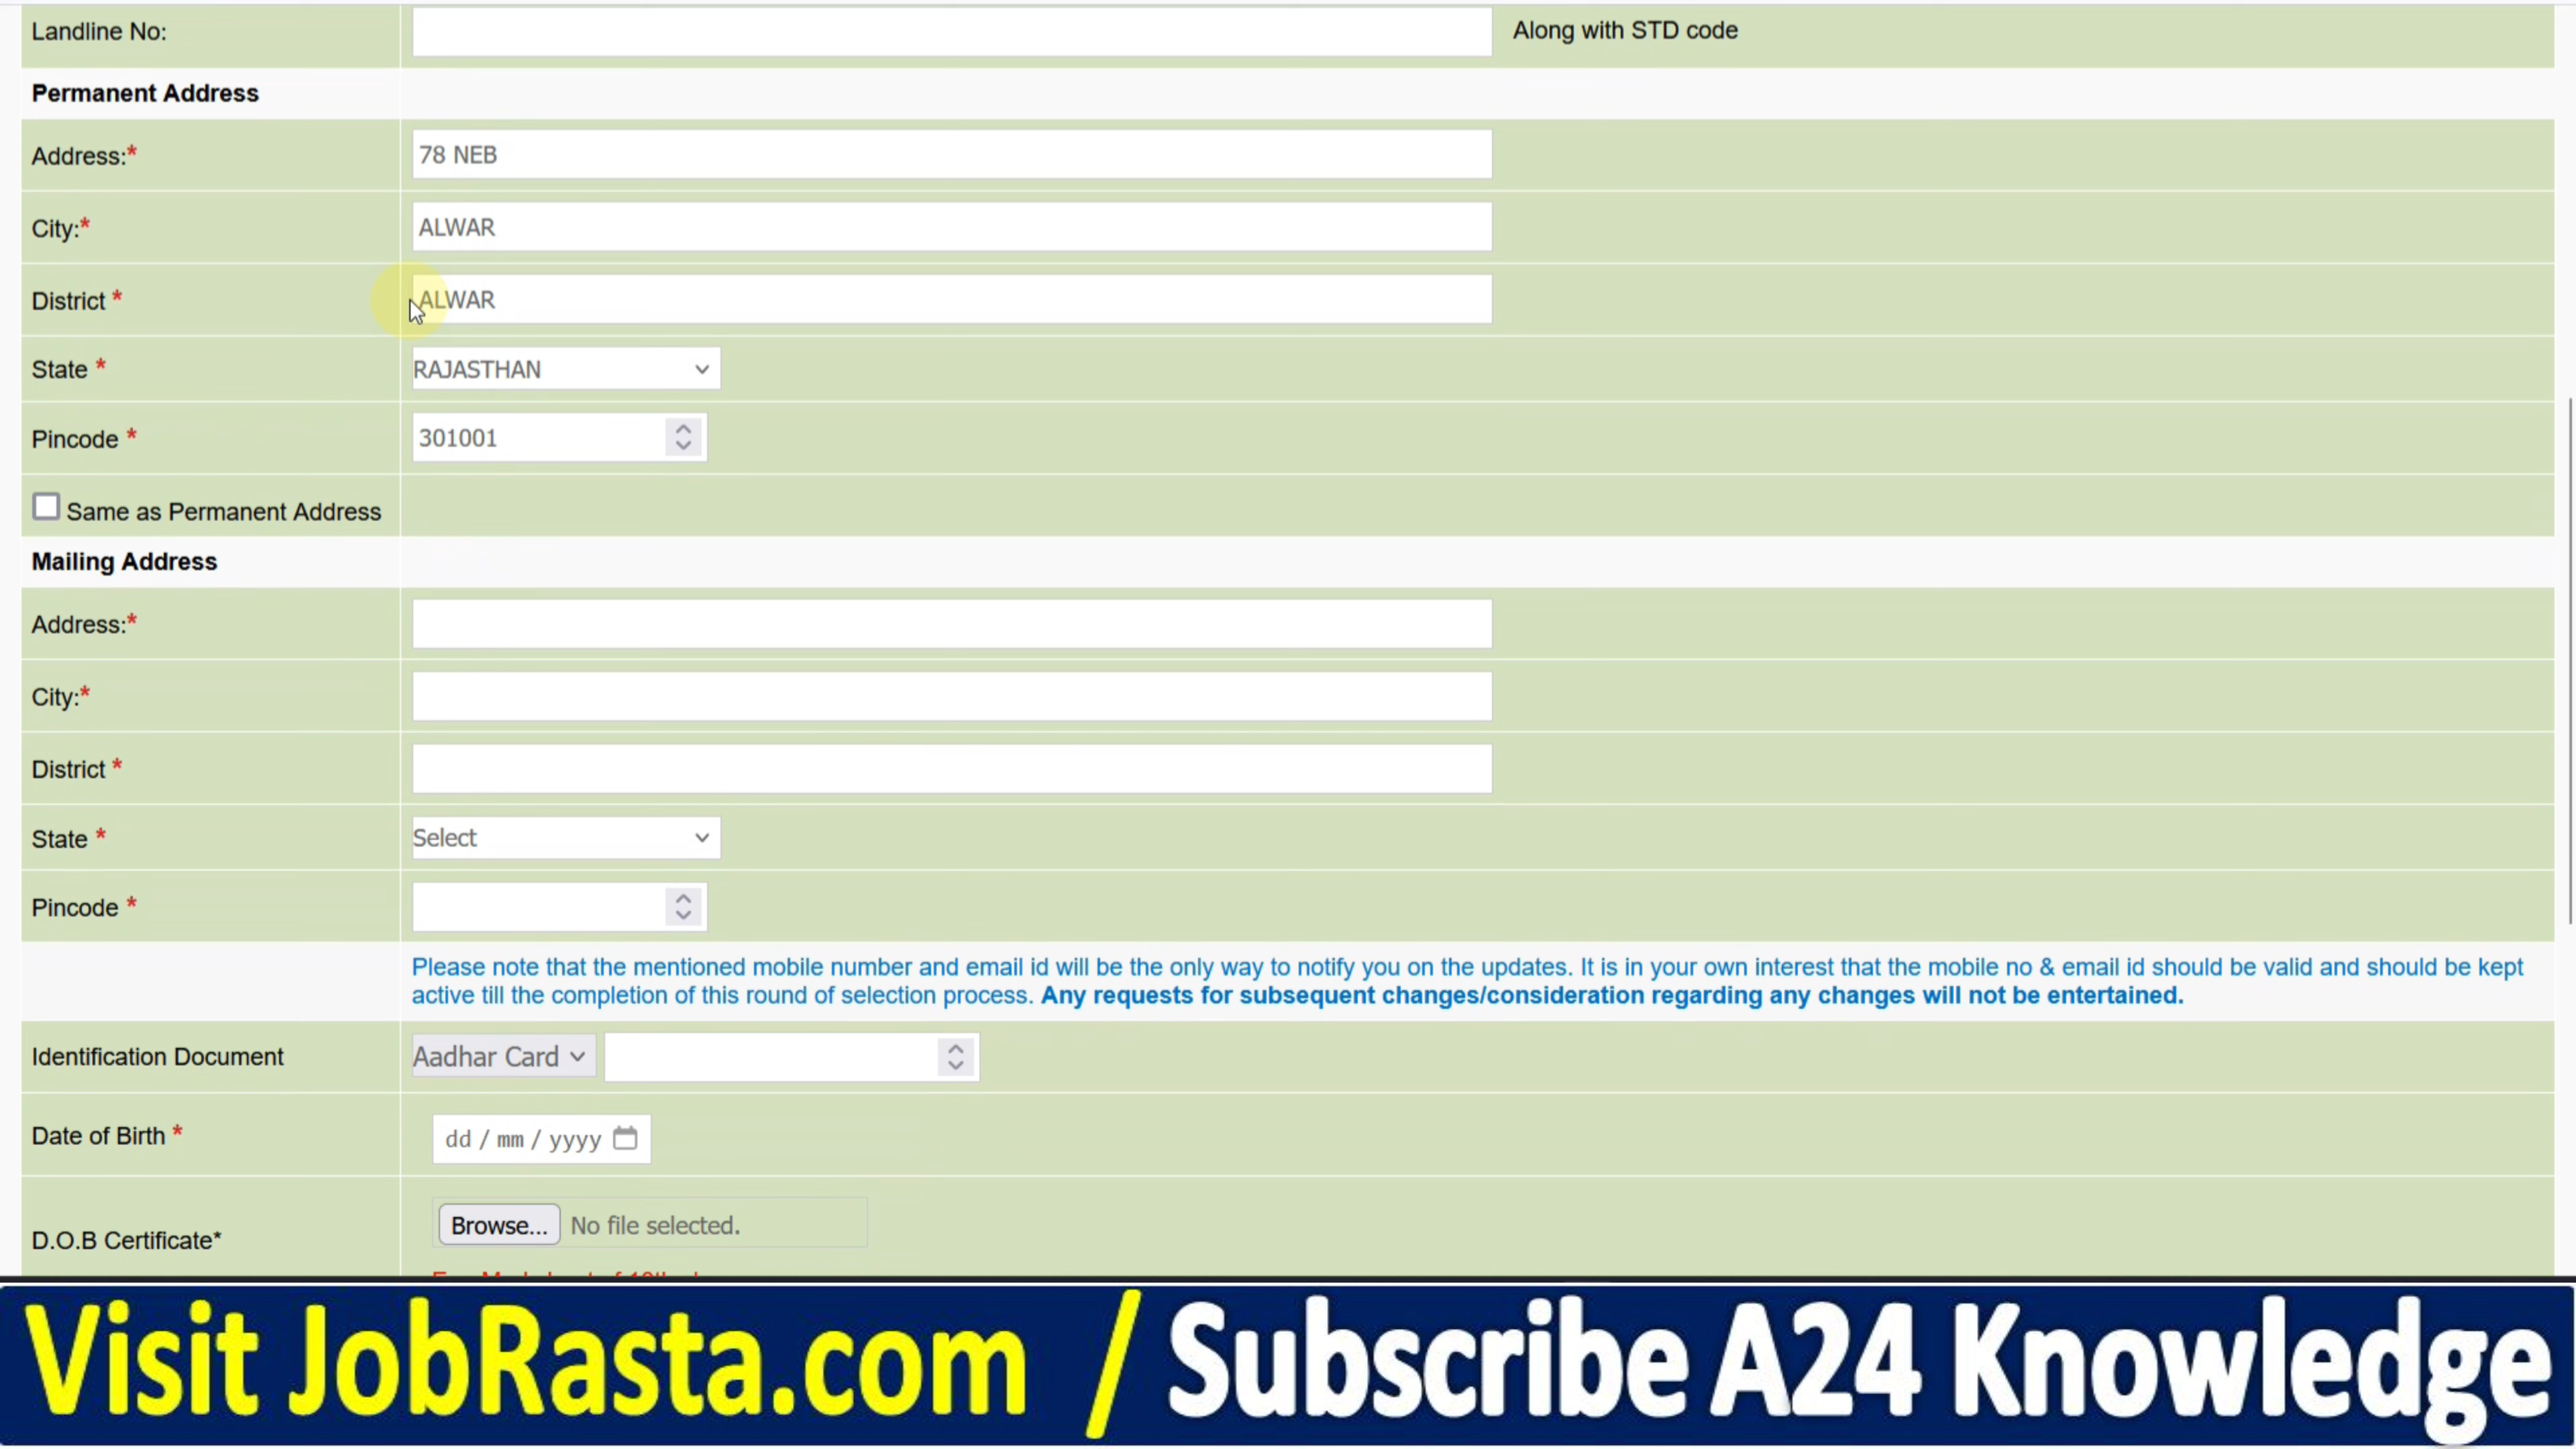 Landline No: Along with STD code
Permanent Address
Address:* 78 NEB
City:* ALWAR
District * ALWAR
State * RAJASTHAN
Pincode * 301001
Same as Permanent Address
Mailing Address
Address:*
City:*
District *
State * Select
Pincode *
Please note that the mentioned mobile number and email id will be the only way to notify you on the updates. It is in your own interest that the mobile no & email id should be valid and should be kept
active till the completion of this round of selection process. Any requests for subsequent changes/consideration regarding any changes will not be entertained.
Identification Document Aadhar Card
Date of Birth * dd / mm / yyyy
D.O.B Certificate* Browse... No file selected.
Visit JobRasta.com / Subscribe A24 Knowledge